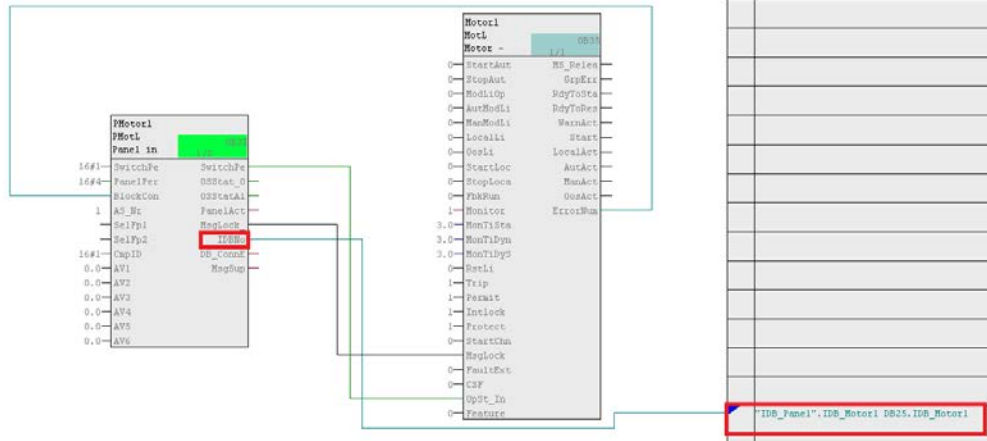 PMotor1
PMotL
Panel in
16#1 SwitchPe SwitchPe
16#4 PanelPer OSStat_O
BlockCon OSStatAl
1 AS_Nr PanelAct
SelFp1 MsgLock_
SelFp2 IDBNo
16#1 CmpID DB_ConnE
0.0 AV1 MsgSup
0.0 AV2
0.0 AV3
0.0 AV4
0.0 AV5
0.0 AV6
Motor1
MotL
Motor - OB35
1/1
0 StartAut MS_Relea
0 StopAut GrpErr
0 ModLiOp RdyToSta
0 AutModLi RdyToRes
0 ManModLi WarnAct
0 LocalLi Start
0 OosLi LocalAct
0 StartLoc AutAct
0 StopLoca ManAct
0 FbkRun OosAct
1 Monitor ErrorNum
3.0 MonTiSta
3.0 MonTiDyn
3.0 MonTiDyS
0 RstLi
1 Trip
1 Permit
1 Intlock
1 Protect
0 StartChn
MsgLock
0 FaultExt
0 CSF
UpSt_In
0 Feature
"IDB_Panel".IDB_Motor1 DB25.IDB_Motor1